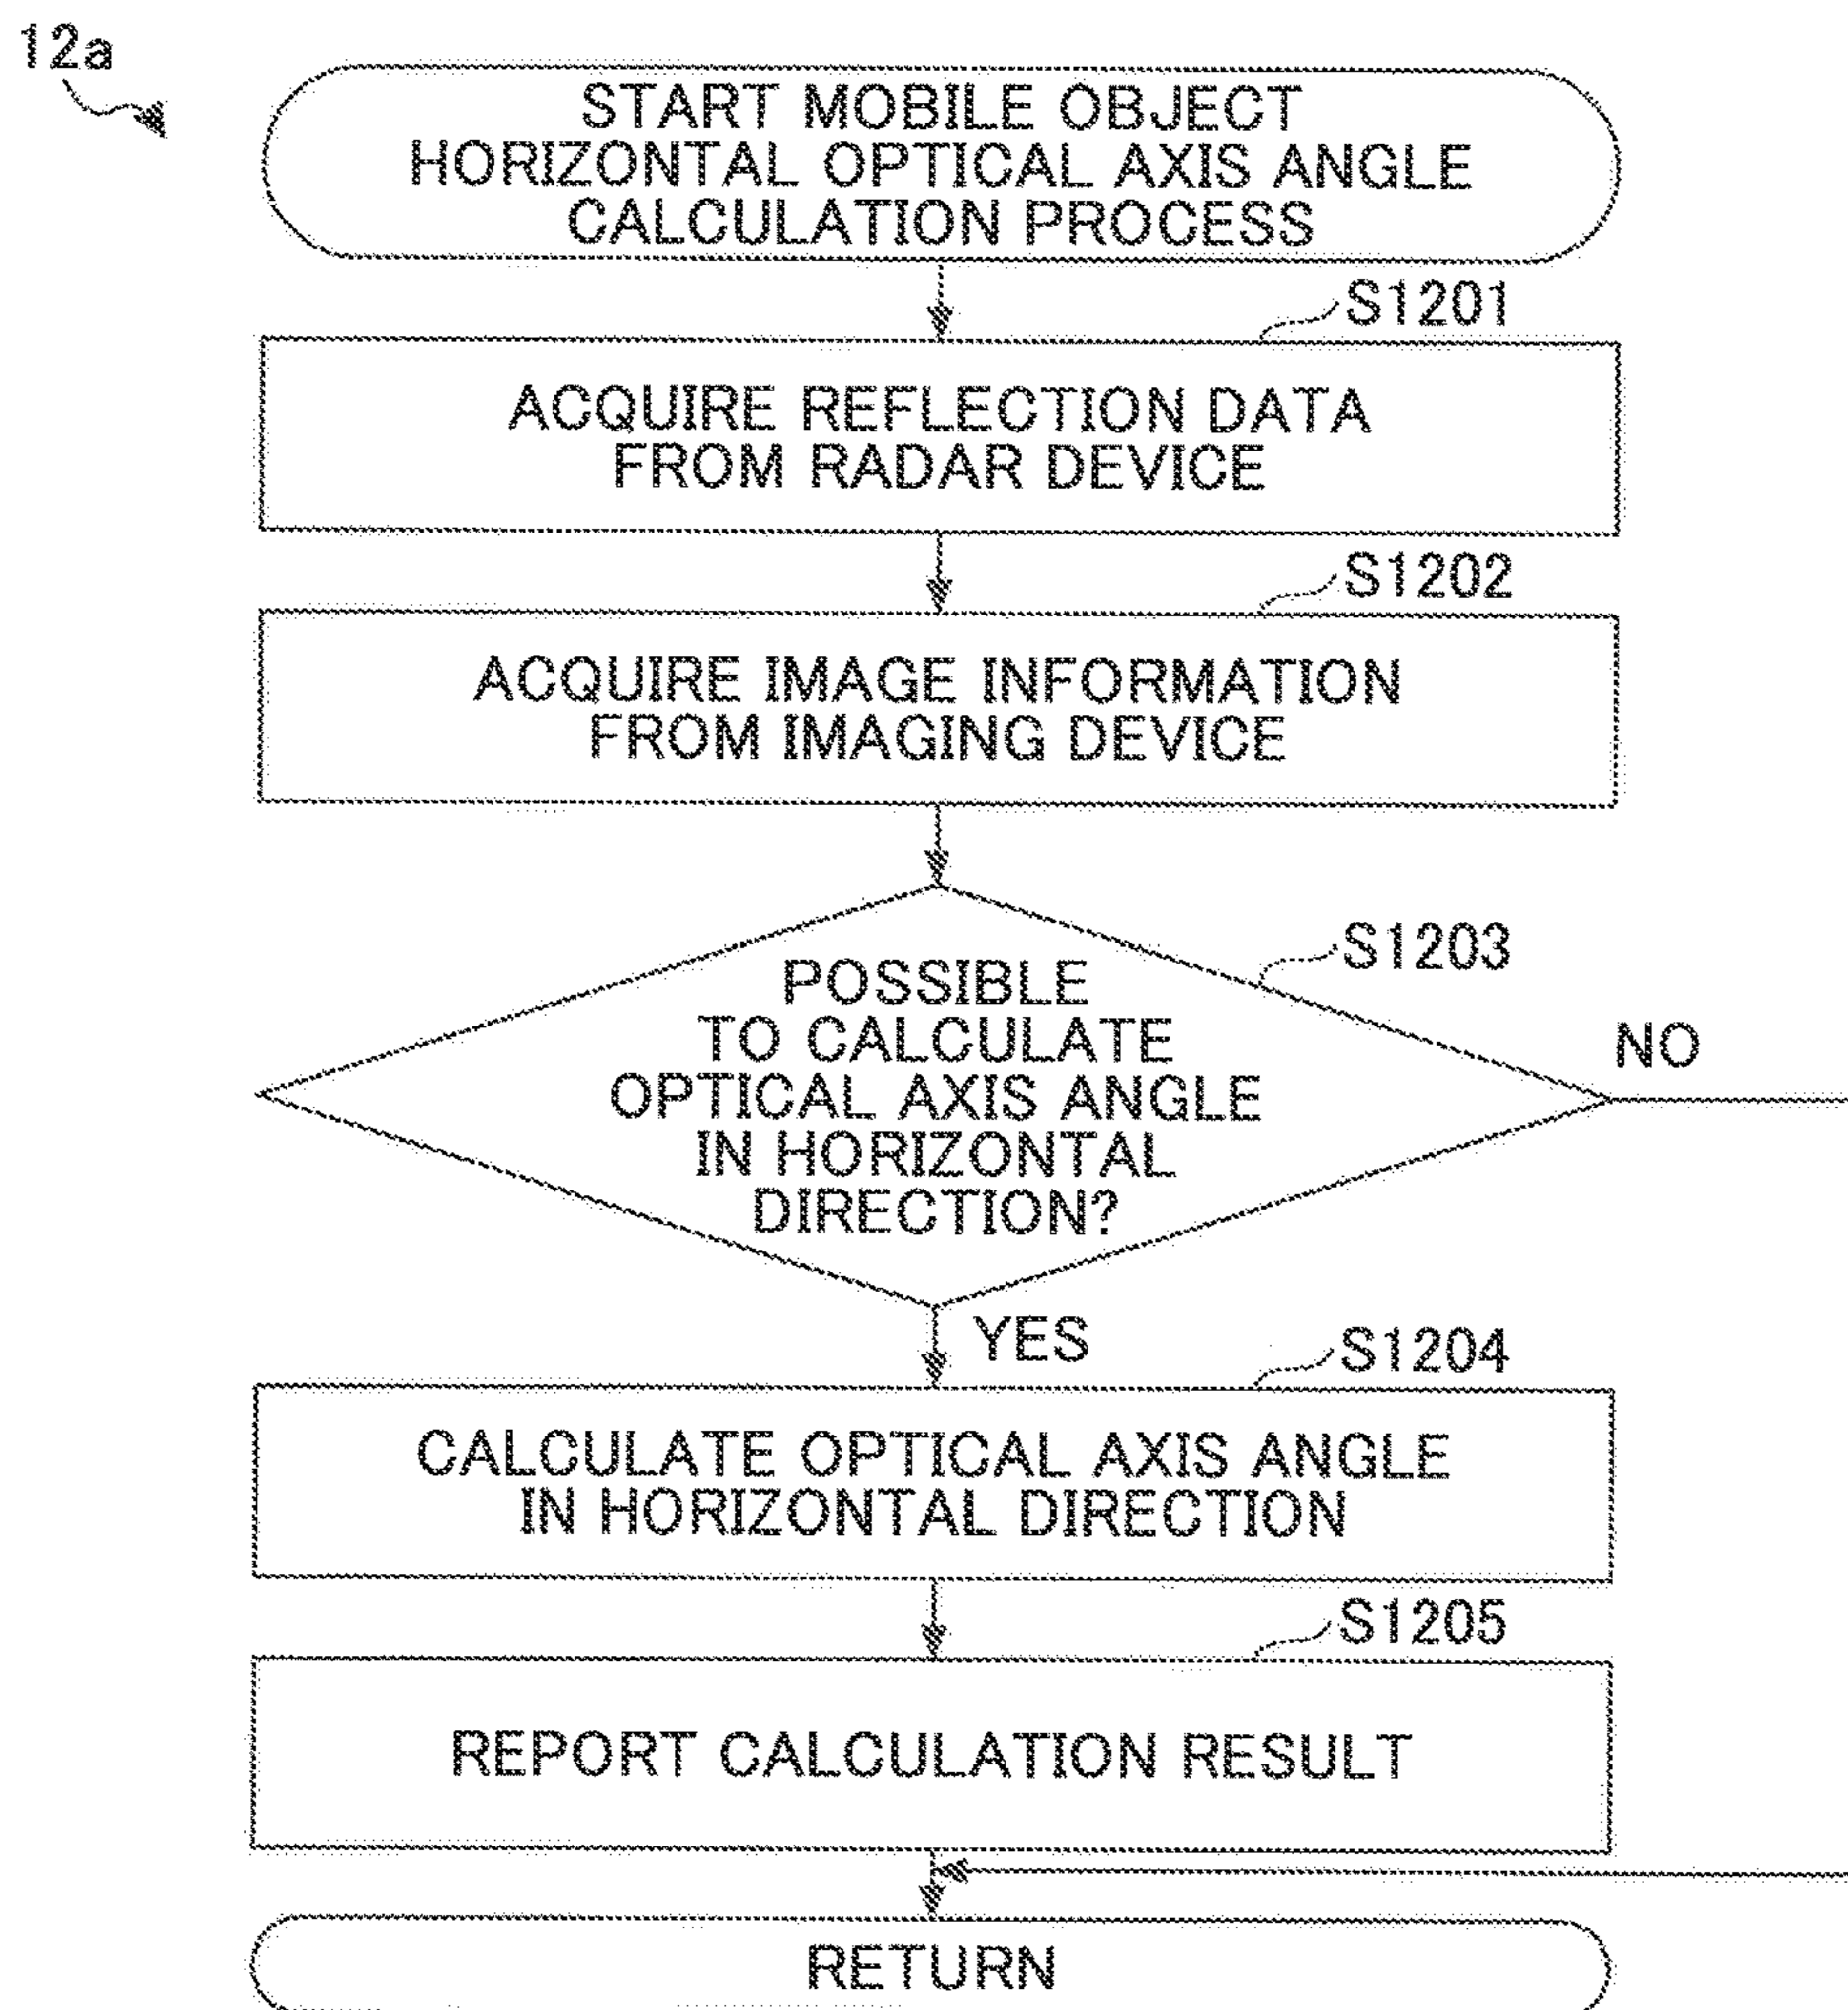 12a
START MOBILE OBJECT
HORIZONTAL OPTICAL AXIS ANGLE
CALCULATION PROCESS
S1201
ACQUIRE REFLECTION DATA
FROM RADAR DEVICE
S1202
ACQUIRE IMAGE INFORMATION
FROM IMAGING DEVICE
S1203
POSSIBLE
TO CALCULATE
OPTICAL AXIS ANGLE
IN HORIZONTAL
DIRECTION?
NO
YES
S1204
CALCULATE OPTICAL AXIS ANGLE
IN HORIZONTAL DIRECTION
S1205
REPORT CALCULATION RESULT
RETURN